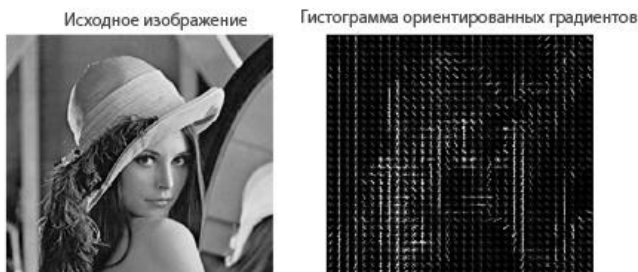 Исходное изображение
Гистограмма ориентированных градиентов